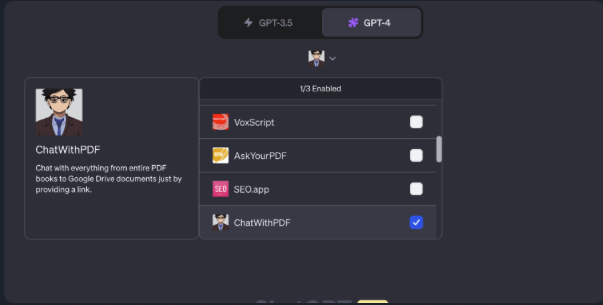 GPT-3.5
GPT-4
1/3 Enabled
ChatWithPDF
Chat with everything from entire PDF
books to Google Drive documents just by
providing a link.
VoxScript
AskYourPDF
SEO
SEO.app
ChatWithPDF